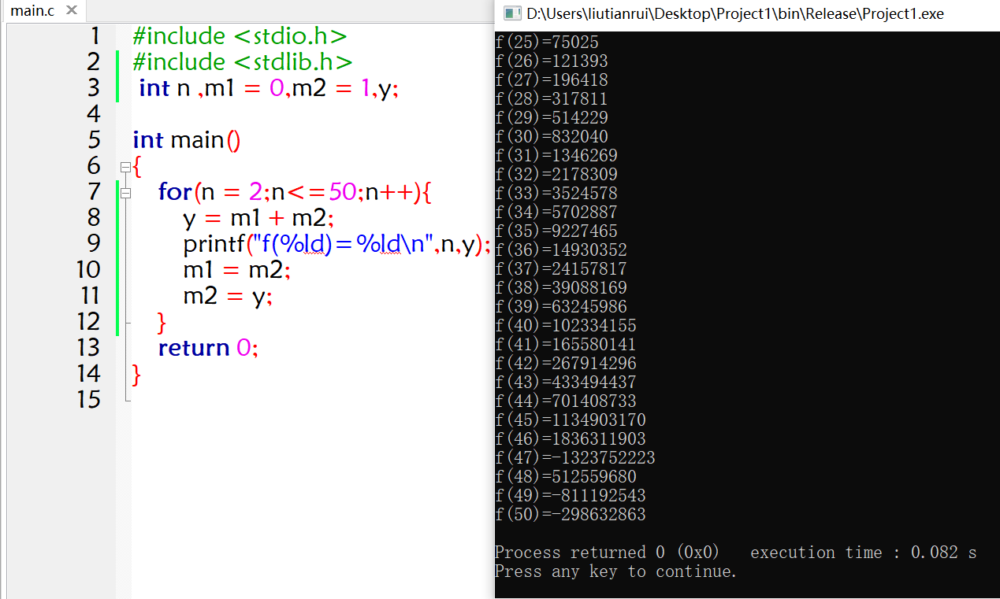 main.c
1 #include <stdio.h>
2 #include <stdlib.h>
3 int n ,m1 = 0,m2 = 1,y;
4
5 int main()
6 {
7 for(n = 2;n<=50;n++){
8 y = m1 + m2;
9 printf("f(%ld)=%ld\n",n,y);
10 m1 = m2;
11 m2 = y;
12 }
13 return 0;
14 }
15
D:\Users\liutianrui\Desktop\Project1\bin\Release\Project1.exe
f(25)=75025
f(26)=121393
f(27)=196418
f(28)=317811
f(29)=514229
f(30)=832040
f(31)=1346269
f(32)=2178309
f(33)=3524578
f(34)=5702887
f(35)=9227465
f(36)=14930352
f(37)=24157817
f(38)=39088169
f(39)=63245986
f(40)=102334155
f(41)=165580141
f(42)=267914296
f(43)=433494437
f(44)=701408733
f(45)=1134903170
f(46)=1836311903
f(47)=-1323752223
f(48)=512559680
f(49)=-811192543
f(50)=-298632863
Process returned 0 (0x0)   execution time : 0.082 s
Press any key to continue.